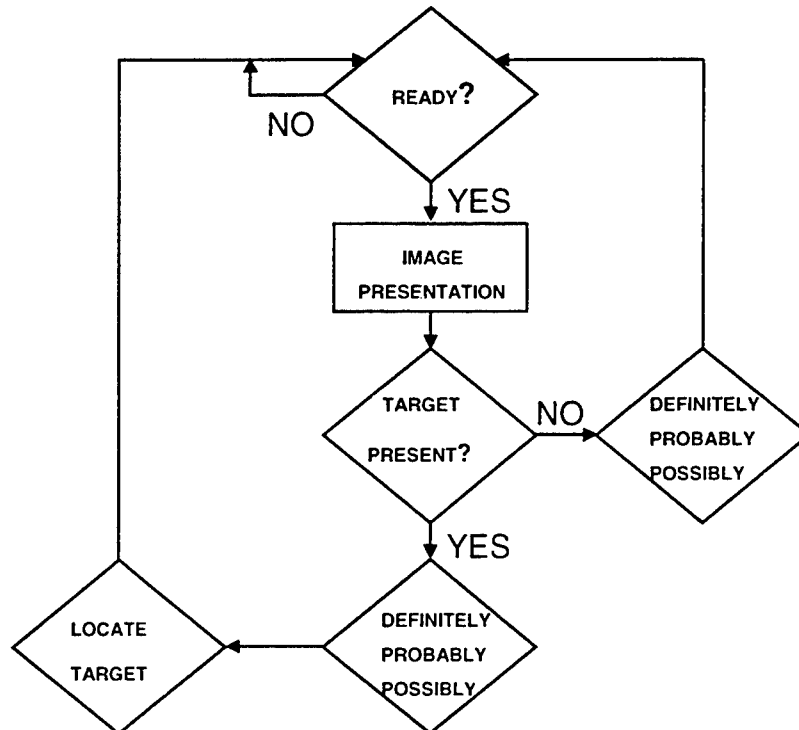 READY?
NO
YES
IMAGE
PRESENTATION
TARGET
PRESENT?
NO
DEFINITELY
PROBABLY
POSSIBLY
YES
DEFINITELY
PROBABLY
POSSIBLY
LOCATE
TARGET